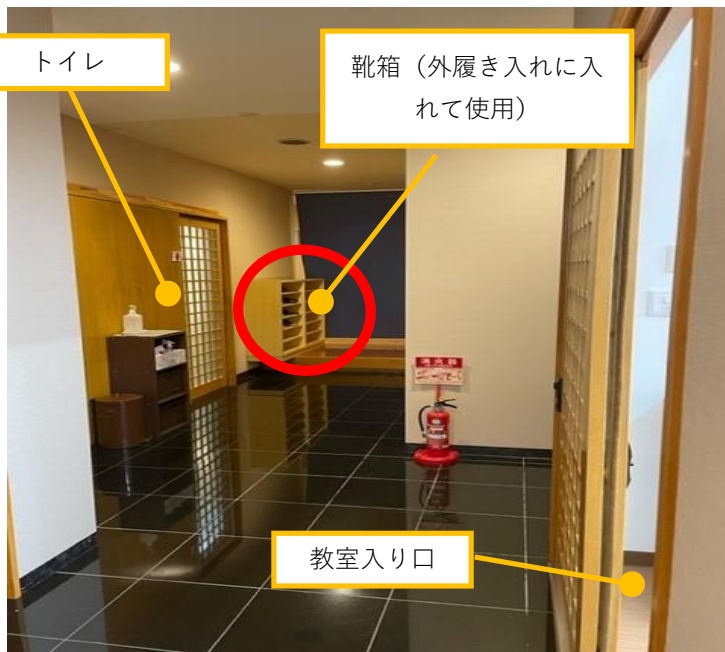 トイレ
靴箱（外履き入れに入
れて使用）
消火器
教室入り口